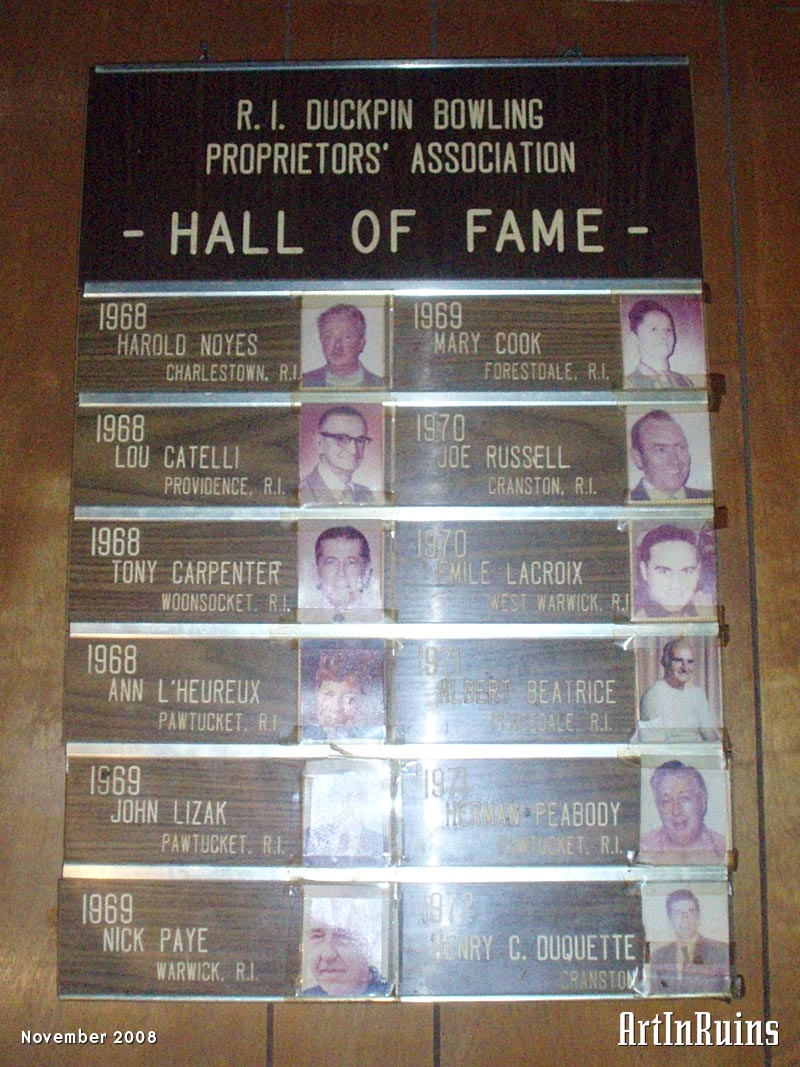 R. I. DUCKPIN BOWLING
PROPRIETORS' ASSOCIATION
- HALL OF FAME -
1968
HAROLD NOYES
CHARLESTOWN, R.I.
1968
LOU CATELLI
PROVIDENCE, R.I.
1968
TONY CARPENTER
WOONSOCKET, R.I.
1968
ANN L'HEUREUX
PAWTUCKET, R.I.
1969
JOHN LIZAK
PAWTUCKET, R.I.
1969
NICK PAYE
WARWICK, R.I.
1969
MARY COOK
FORESTDALE, R.I.
1970
JOE RUSSELL
CRANSTON, R.I.
1970
EMILE LACROIX
WEST WARWICK, R.I
1971
ALBERT BEATRICE
R.I.
1971
HERMAN PEABODY
PAWTUCKET, R.I.
1972
HENRY C. DUQUETTE
CRANSTON
November 2008
ArtInRuins